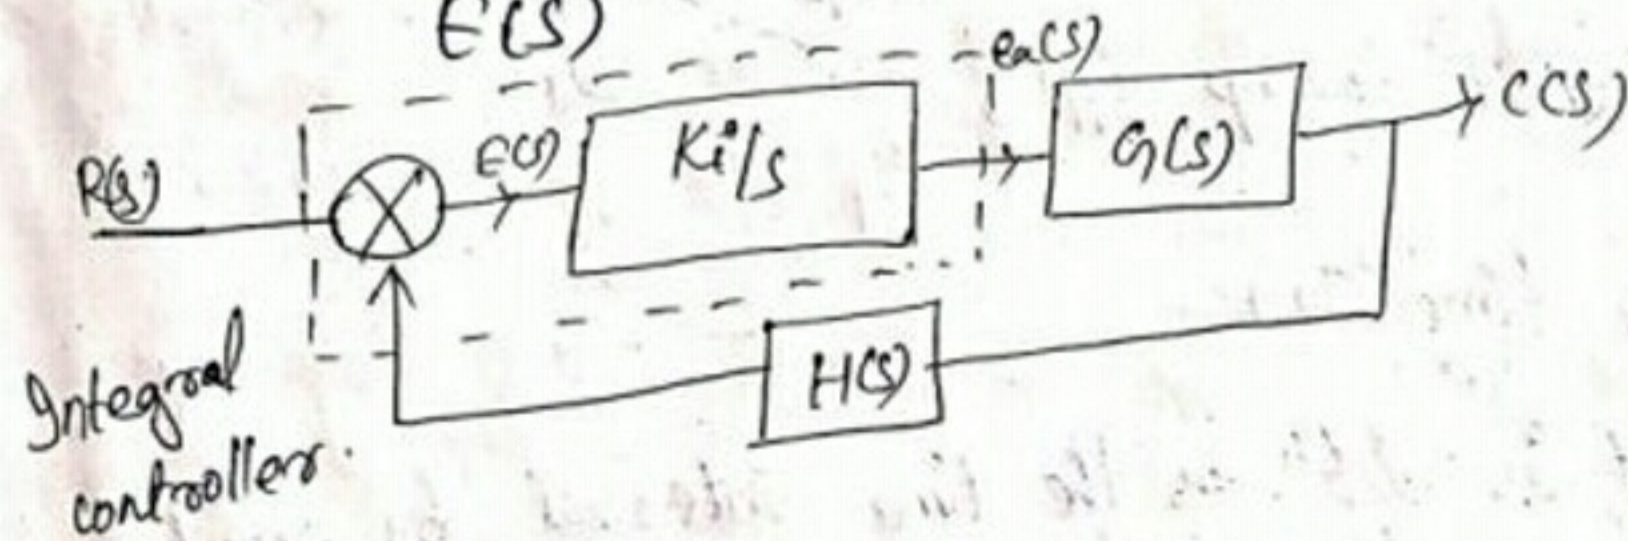 E(S)
ea(s)
R(s)
E(s)
Ki/s
G(s)
C(S)
H(S)
Integral
controller.